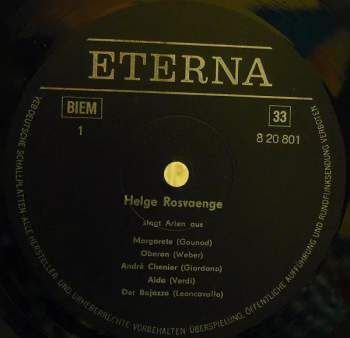 ETERNA
BIEM
33
1
8 20 801
Helge Rosvaenge
singt Arien aus
Margarete (Gounod)
Oberon (Weber)
André Chenier (Giordano)
Aida (Verdi)
Der Bajazzo (Leoncavallo)
VEB DEUTSCHE SCHALLPLATTEN · ALLE HERSTELLER- UND URHEBERRECHTE VORBEHALTEN · ÜBERSPIELUNG, ÖFFENTLICHE AUFFÜHRUNG UND RUNDFUNKSENDUNG VERBOTEN